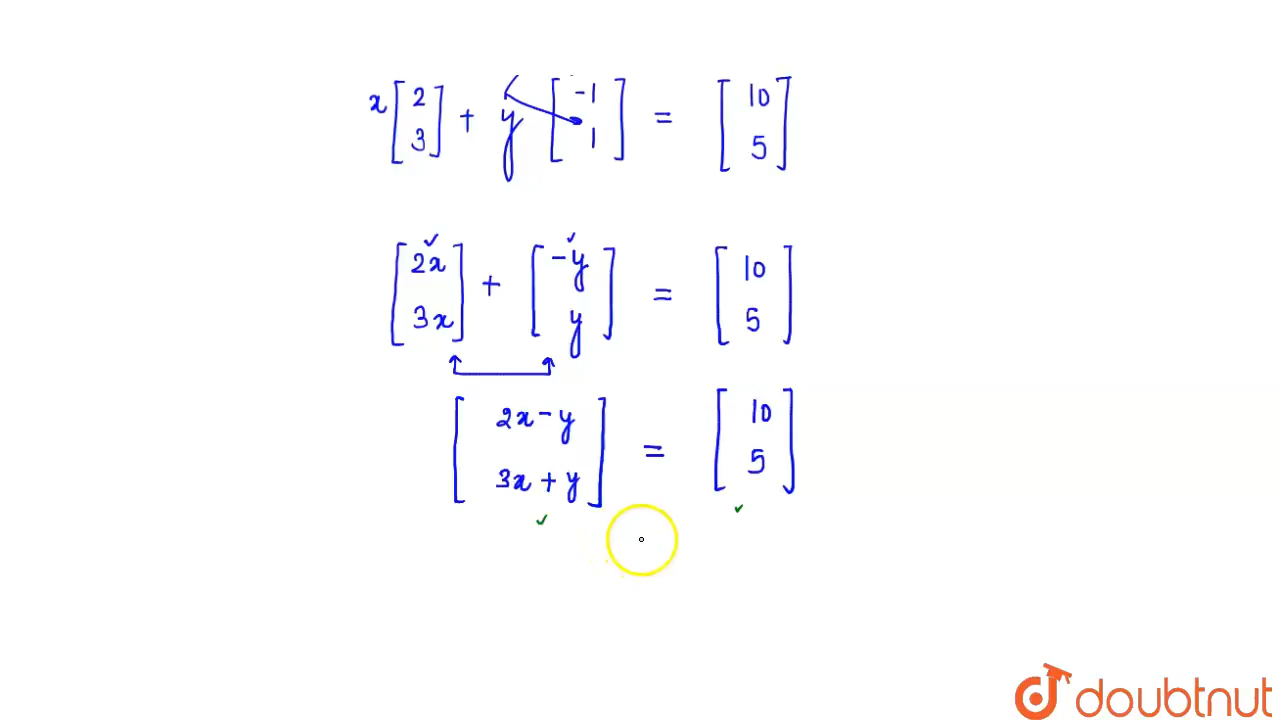 x [2 3] + y [-1 1] = [10 5]
[2x 3x] + [-y y] = [10 5]
[2x-y 3x+y] = [10 5]
doubtnut